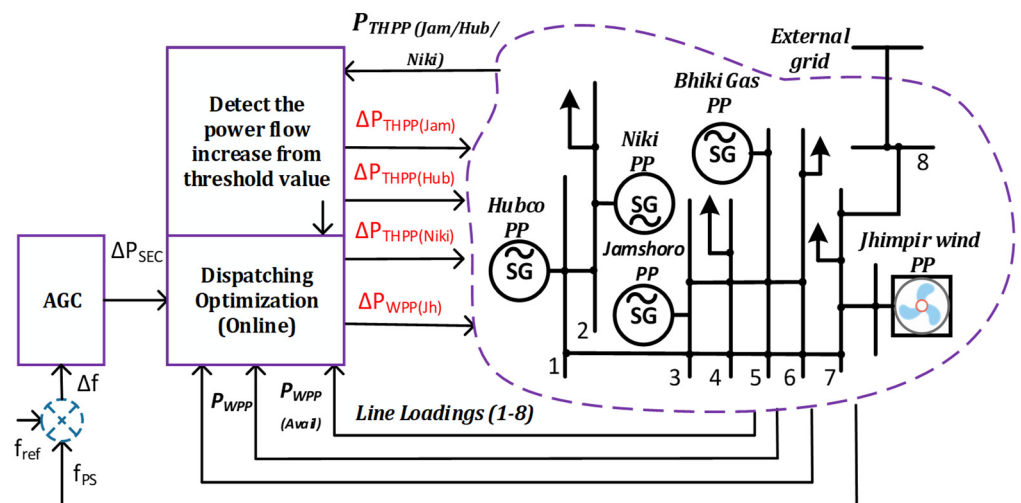 P_THPP (Jam/Hub/
Niki)
Detect the
power flow
increase from
threshold value
ΔP_THPP(Jam)
ΔP_THPP(Hub)
ΔP_THPP(Niki)
ΔP_WPP(Jh)
ΔP_SEC
AGC
Dispatching
Optimization
(Online)
Δf
f_ref
f_PS
P_WPP
P_WPP
(Avail)
Line Loadings (1-8)
External
grid
Bhiki Gas
PP
SG
Niki
PP
SG
Hubco
PP
SG
Jamshoro
PP
SG
Jhimpir wind
PP
1
2
3
4
5
6
7
8